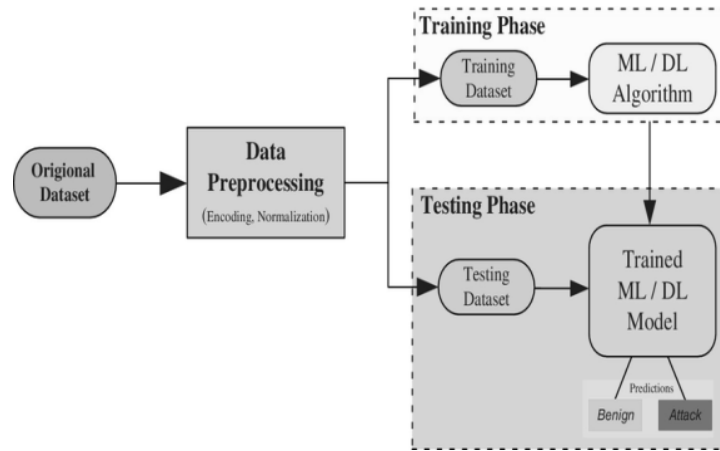 Training Phase
Training
Dataset
ML / DL
Algorithm
Origional
Dataset
Data
Preprocessing
(Encoding, Normalization)
Testing Phase
Testing
Dataset
Trained
ML / DL
Model
Predictions
Benign
Attack